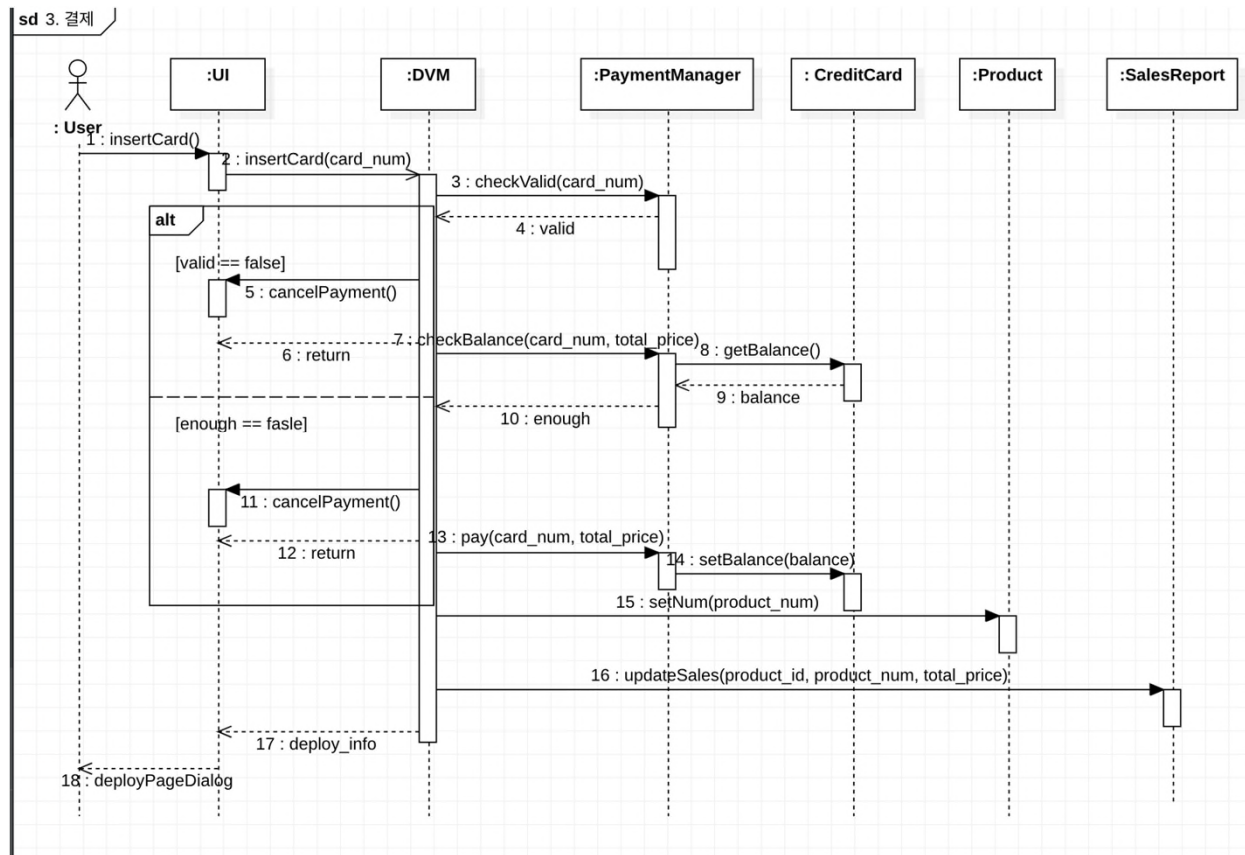 sd 3. 결제
:UI
:DVM
:PaymentManager
: CreditCard
:Product
:SalesReport
: User
1 : insertCard()
2 : insertCard(card_num)
3 : checkValid(card_num)
4 : valid
alt
[valid == false]
5 : cancelPayment()
6 : return
7 : checkBalance(card_num, total_price)
8 : getBalance()
9 : balance
10 : enough
[enough == fasle]
11 : cancelPayment()
12 : return
13 : pay(card_num, total_price)
14 : setBalance(balance)
15 : setNum(product_num)
16 : updateSales(product_id, product_num, total_price)
17 : deploy_info
18 : deployPageDialog